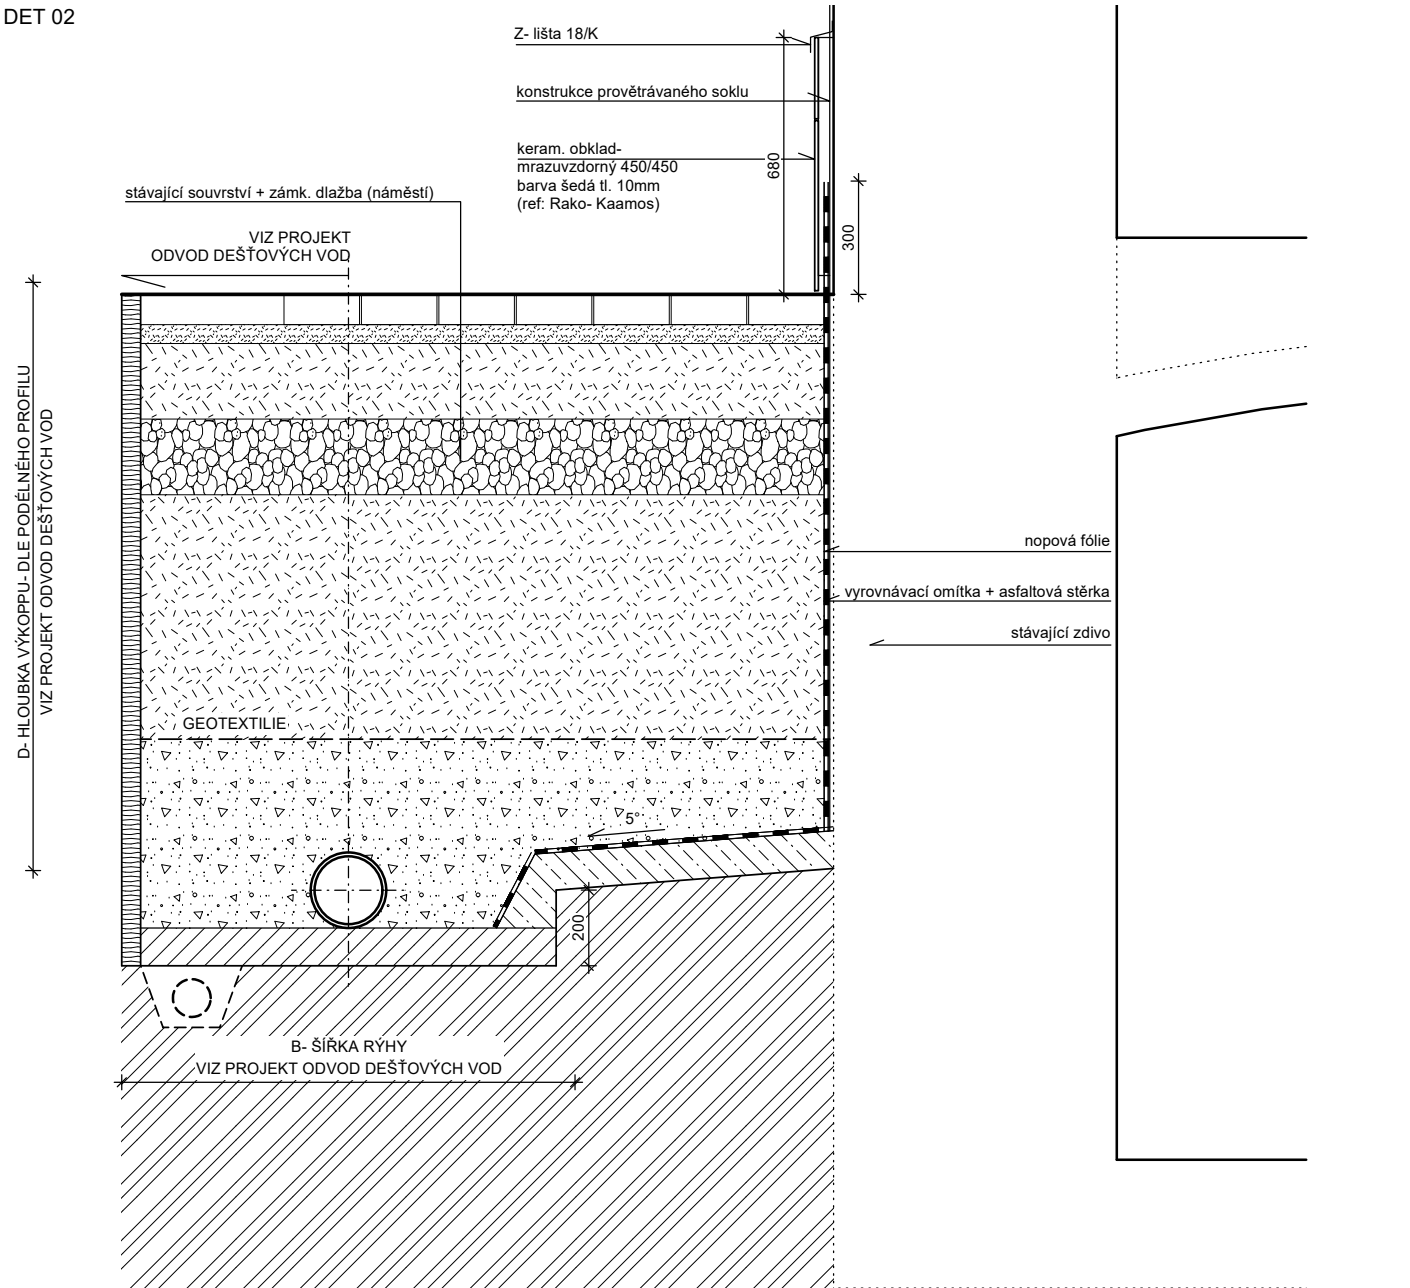 DET 02
Z- lišta 18/K
konstrukce provětrávaného soklu
keram. obklad-
mrazuvzdorný 450/450
barva šedá tl. 10mm
(ref: Rako- Kaamos)
680
300
stávající souvrství + zámk. dlažba (náměstí)
VIZ PROJEKT
ODVOD DEŠŤOVÝCH VOD
D- HLOUBKA VÝKOPPU- DLE PODÉLNÉHO PROFILU
VIZ PROJEKT ODVOD DEŠŤOVÝCH VOD
nopová fólie
vyrovnávací omítka + asfaltová stěrka
stávající zdivo
GEOTEXTILIE
5°
200
B- ŠÍŘKA RÝHY
VIZ PROJEKT ODVOD DEŠŤOVÝCH VOD